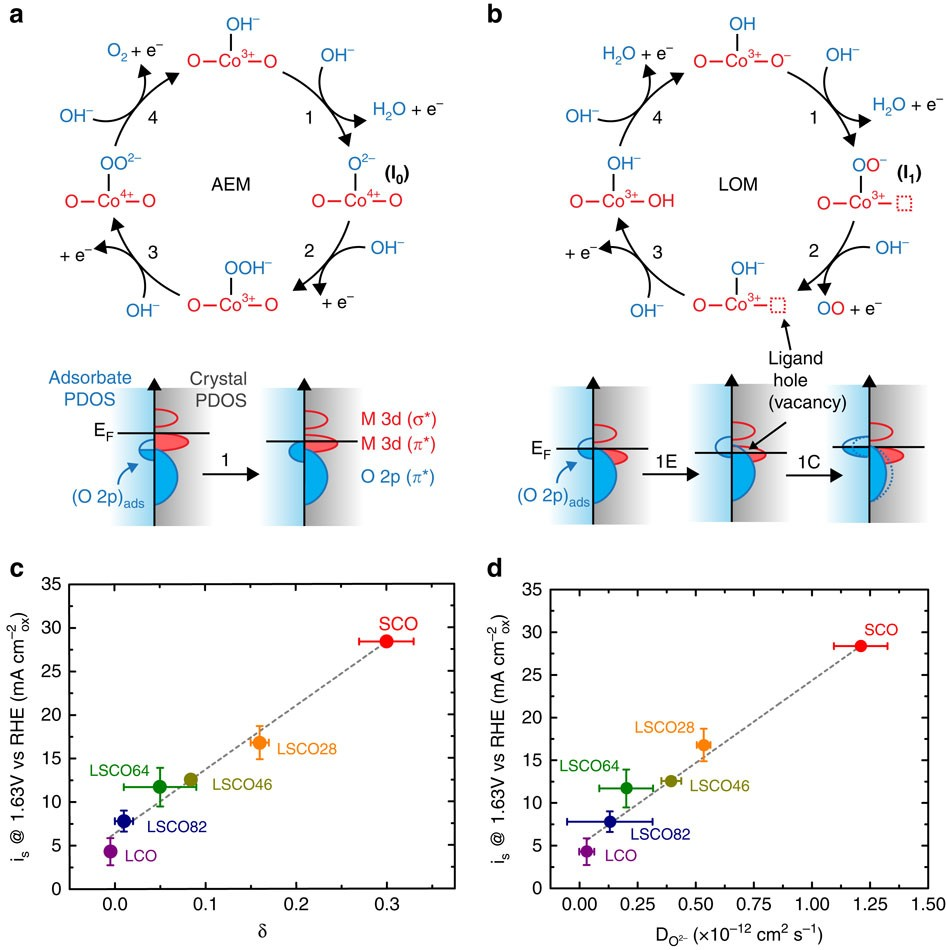 a
OH⁻
O₂ + e⁻
O—Co³⁺—O
OH⁻
OH⁻
4
1
H₂O + e⁻
OO²⁻
O²⁻
(I₀)
O—Co⁴⁺—O
AEM
O—Co⁴⁺—O
3
2
OH⁻
+ e⁻
OOH⁻
OH⁻
O—Co³⁺—O
+ e⁻
Adsorbate
PDOS
Crystal
PDOS
E_F
M 3d (σ*)
M 3d (π*)
1
O 2p (π*)
(O 2p)ads
b
OH
H₂O + e⁻
O—Co³⁺—O⁻
OH⁻
OH⁻
4
1
H₂O + e⁻
OH⁻
OO⁻
(I₁)
O—Co³⁺—OH
LOM
O—Co³⁺—
3
2
OH⁻
+ e⁻
OH⁻
OH⁻
O—Co³⁺—
OO + e⁻
Ligand
hole
(vacancy)
E_F
1E
1C
(O 2p)ads
c
iₛ @ 1.63V vs RHE (mA cm⁻²ox)
35
30
25
20
15
10
5
0
SCO
LSCO28
LSCO64
LSCO46
LSCO82
LCO
0.0
0.1
0.2
0.3
δ
d
iₛ @ 1.63V vs RHE (mA cm⁻²ox)
35
30
25
20
15
10
5
0
SCO
LSCO28
LSCO64
LSCO46
LSCO82
LCO
0.00
0.25
0.50
0.75
1.00
1.25
1.50
D_O²⁻ (×10⁻¹² cm² s⁻¹)